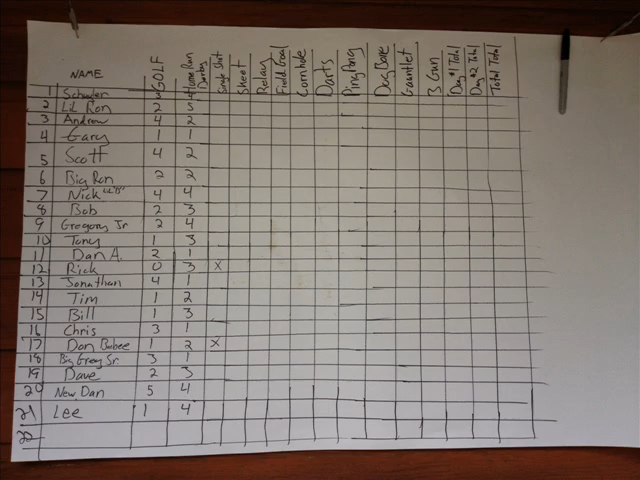 NAME GOLF Home Run Derby Single Shot Skeet Relay Field Goal Cornhole Darts Ping Pong Gauntlet 3 Gun Day #1 Total Day #2 Total Total Total
1 3 4
2 Lil Ron 2 5
3 Andrew 4 2
4 Gary 1 1
5 Scott 4 2
6 Big Ron 2 2
7 Nick "LB" 4 4
8 Bob 2 3
9 Gregory Jr 2 4
10 Tony 1 3
11 Dan A. 2 1
12 Rick 0 3 x
13 Jonathan 4 1
14 Tim 1 2
15 Bill 1 3
16 Chris 3 1
17 Don Bubee 1 2 x
18 Big Greg Sr. 3 1
19 Dave 2 3
20 New Dan 5 4
21 Lee 1 4
22